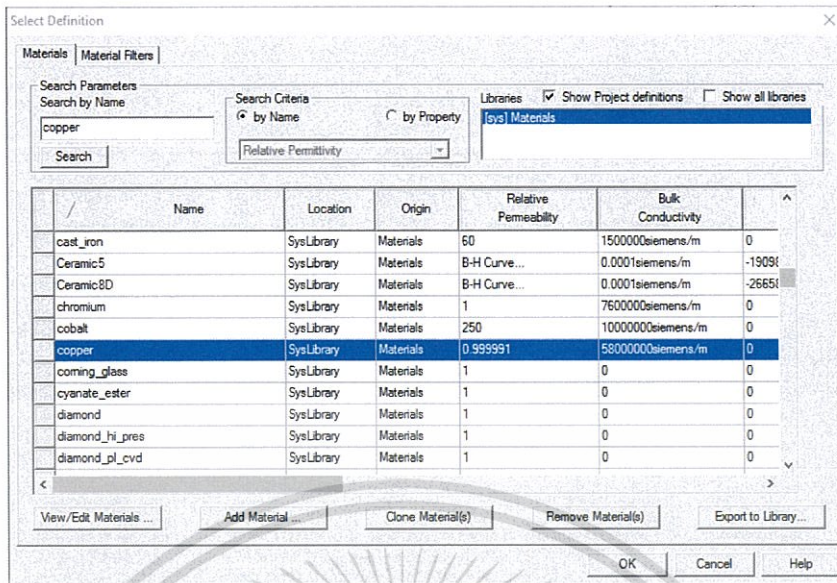 Select Definition
Materials Material Filters
Search Parameters
Search by Name
copper
Search
Search Criteria
by Name by Property
Relative Permittivity
Libraries Show Project definitions Show all libraries
[sys] Materials
/ Name Location Origin Relative Permeability Bulk Conductivity
cast_iron SysLibrary Materials 60 1500000siemens/m 0
Ceramic5 SysLibrary Materials B-H Curve... 0.0001siemens/m -19098
Ceramic8D SysLibrary Materials B-H Curve... 0.0001siemens/m -26658
chromium SysLibrary Materials 1 7600000siemens/m 0
cobalt SysLibrary Materials 250 10000000siemens/m 0
copper SysLibrary Materials 0.999991 58000000siemens/m 0
corning_glass SysLibrary Materials 1 0 0
cyanate_ester SysLibrary Materials 1 0 0
diamond SysLibrary Materials 1 0 0
diamond_hi_pres SysLibrary Materials 1 0 0
diamond_pl_cvd SysLibrary Materials 1 0 0
View/Edit Materials ... Add Material ... Clone Material(s) Remove Material(s) Export to Library...
OK Cancel Help